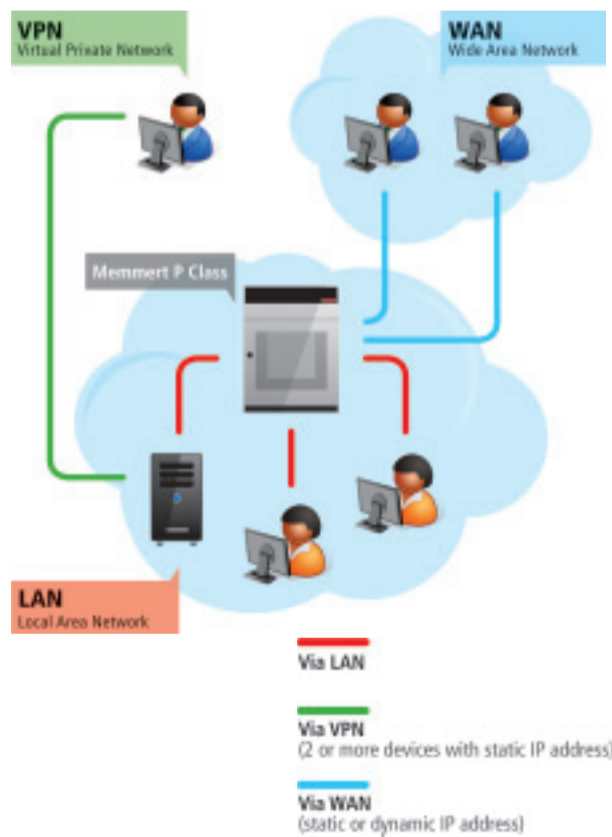 VPN
Virtual Private Network
WAN
Wide Area Network
Memmert P Class
LAN
Local Area Network
Via LAN
Via VPN
(2 or more devices with static IP address)
Via WAN
(static or dynamic IP address)